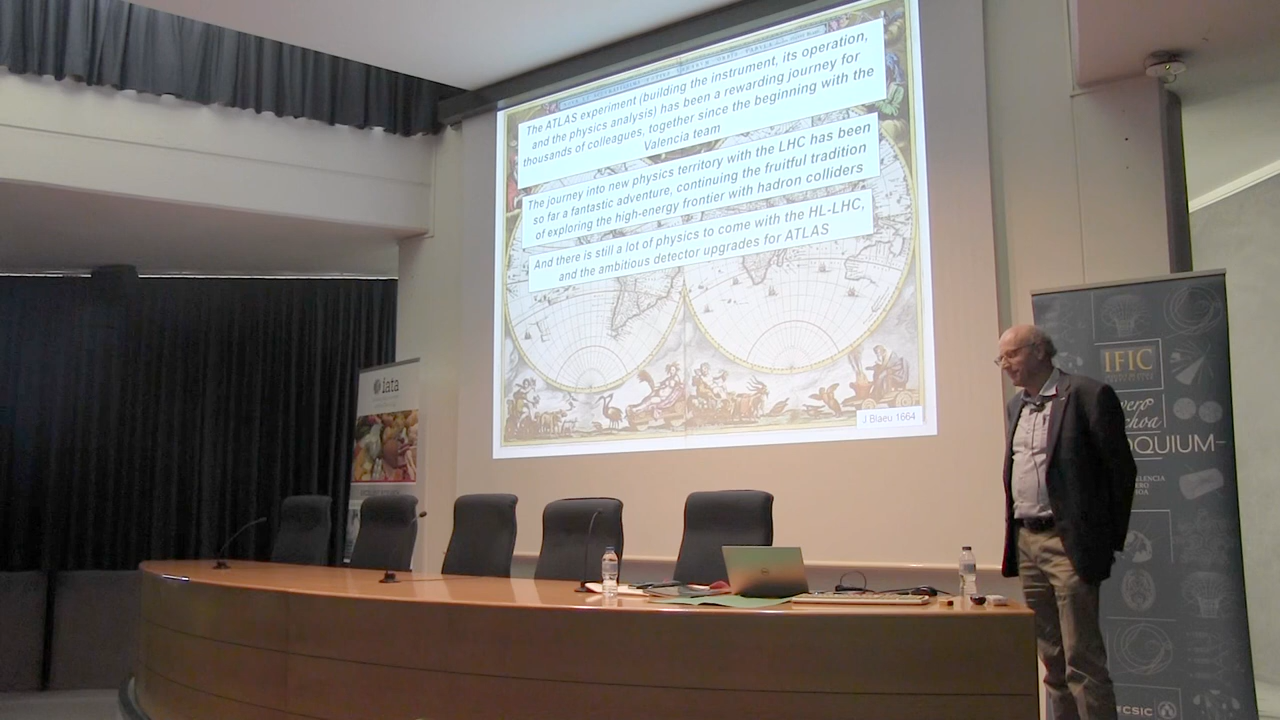 The ATLAS experiment (building the instrument, its operation,
and the physics analysis) has been a rewarding journey for
thousands of colleagues, together since the beginning with the
Valencia team
The journey into new physics territory with the LHC has been
so far a fantastic adventure, continuing the fruitful tradition
of exploring the high-energy frontier with hadron colliders
And there is still a lot of physics to come with the HL-LHC,
and the ambitious detector upgrades for ATLAS
J Blaeu 1664
iata
IFIC
vero
choa
OQUIUM
CSIC